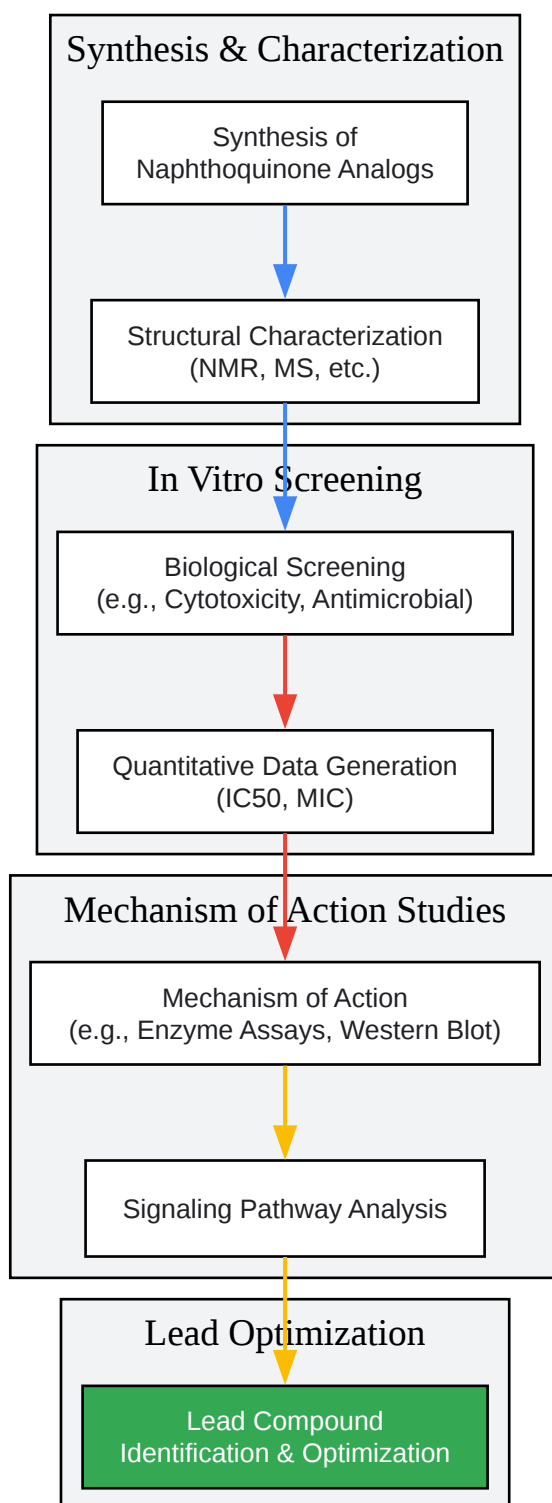 Synthesis & Characterization
Synthesis of
Naphthoquinone Analogs
Structural Characterization
(NMR, MS, etc.)
In Vitro Screening
Biological Screening
(e.g., Cytotoxicity, Antimicrobial)
Quantitative Data Generation
(IC50, MIC)
Mechanism of Action Studies
Mechanism of Action
(e.g., Enzyme Assays, Western Blot)
Signaling Pathway Analysis
Lead Optimization
Lead Compound
Identification & Optimization